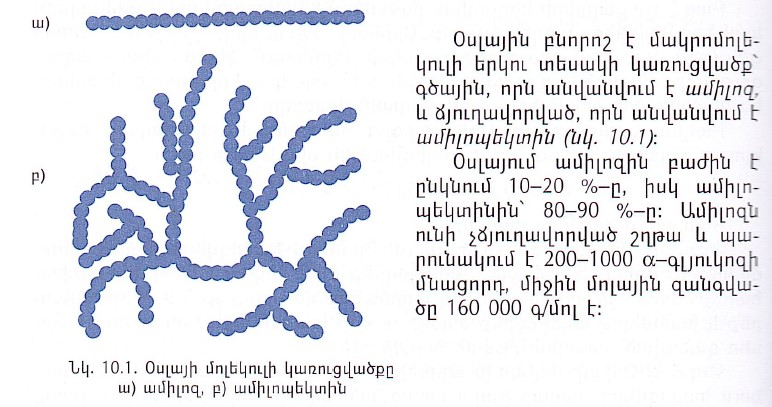 ա)
բ)
Օսլային բնորոշ է մակրոմոլե-
կուլի երկու տեսակի կառուցվածք՝
գծային, որն անվանվում է ամիլոզ,
և ճյուղավորված, որն անվանվում է
ամիլոպեկտին (նկ. 10.1):
Օսլայում ամիլոզին բաժին է
ընկնում 10–20 %–ը, իսկ ամիլո-
պեկտինին՝ 80–90 %–ը: Ամիլոզն
ունի չճյուղավորված շղթա և պա-
րունակում է 200–1000 α–գլյուկոզի
մնացորդ, միջին մոլային զանգվա-
ծը 160 000 գ/մոլ է:
Նկ. 10.1. Օսլայի մոլեկուլի կառուցվածքը
ա) ամիլոզ, բ) ամիլոպեկտին